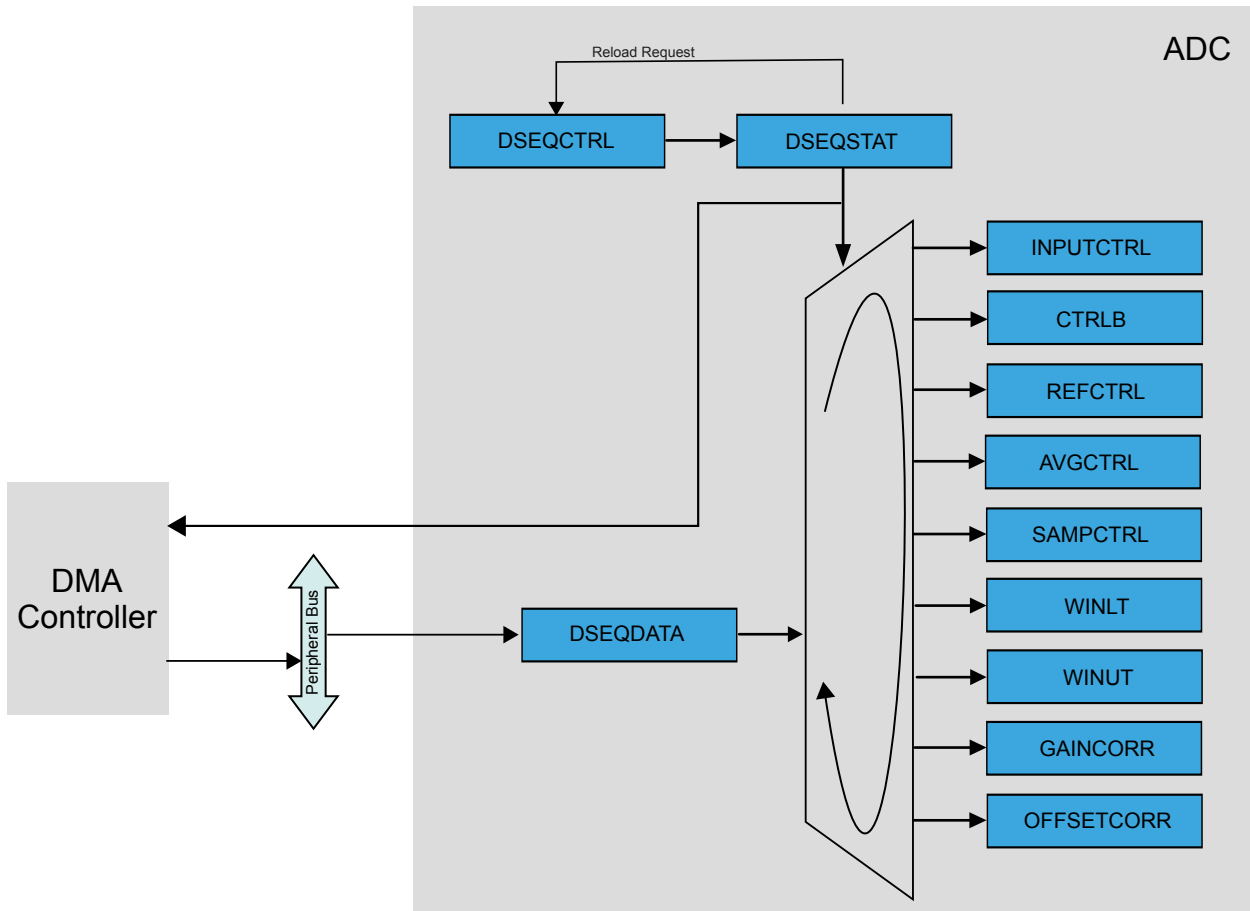 ADC
Reload Request
DSEQCTRL
DSEQSTAT
INPUTCTRL
CTRLB
REFCTRL
AVGCTRL
SAMPCTRL
DMA
Controller
Peripheral Bus
DSEQDATA
WINLT
WINUT
GAINCORR
OFFSETCORR